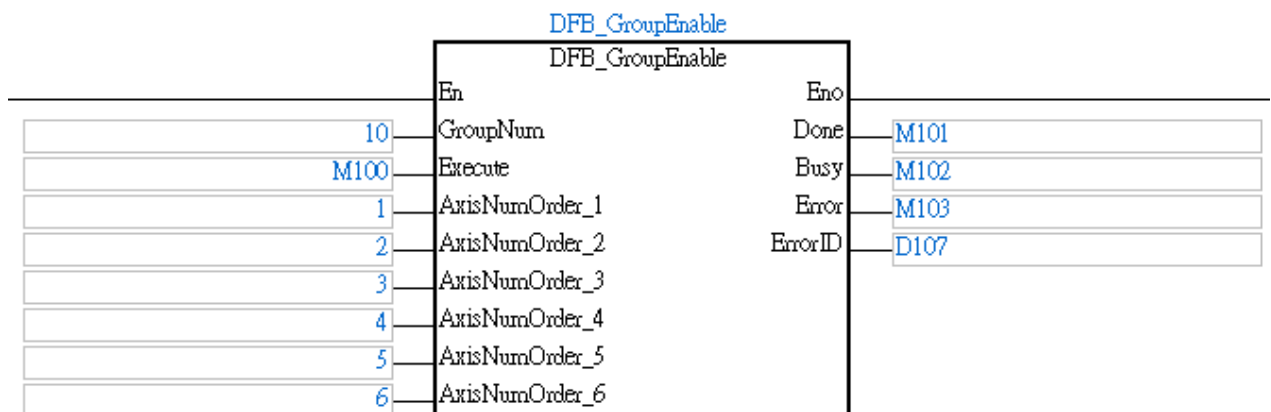 DFB_GroupEnable
DFB_GroupEnable
En Eno
10 GroupNum Done M101
M100 Execute Busy M102
1 AxisNumOrder_1 Error M103
2 AxisNumOrder_2 ErrorID D107
3 AxisNumOrder_3
4 AxisNumOrder_4
5 AxisNumOrder_5
6 AxisNumOrder_6